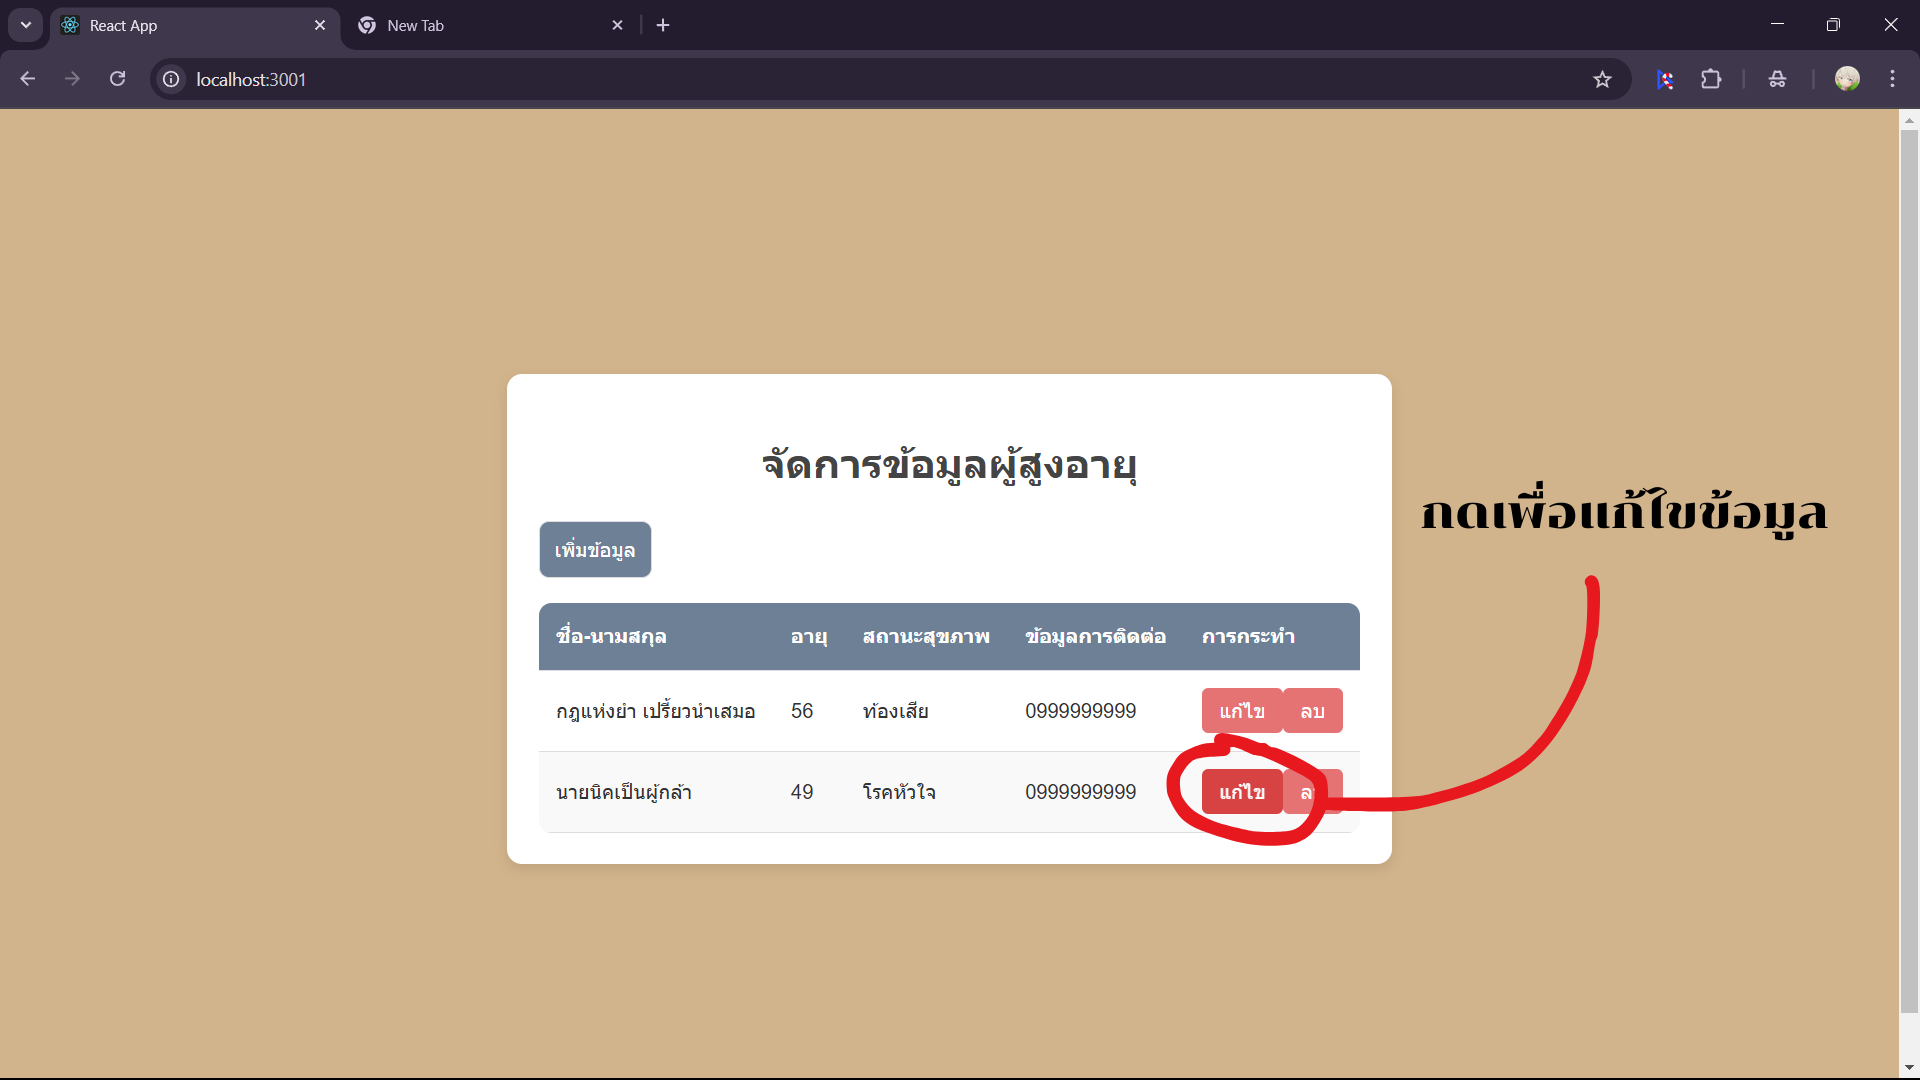 React App
New Tab
localhost:3001
จัดการข้อมูลผู้สูงอายุ
กดเพื่อแก้ไขข้อมูล
เพิ่มข้อมูล
ชื่อ-นามสกุล อายุ สถานะสุขภาพ ข้อมูลการติดต่อ การกระทำ
กฎแห่งยำ เปรี้ยวนำเสมอ 56 ท้องเสีย 0999999999 แก้ไข ลบ
นายนิคเป็นผู้กล้า 49 โรคหัวใจ 0999999999 แก้ไข